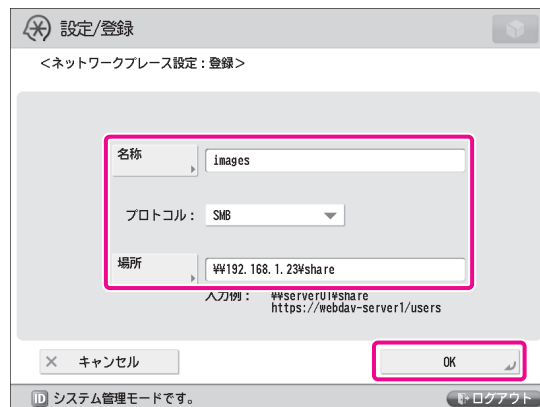 設定/登録
<ネットワークプレース設定:登録>
名称
images
プロトコル: SMB
場所
¥¥192.168.1.23¥share
入力例: ¥¥server01¥share
https://webdav-server1/users
× キャンセル
OK
ID システム管理モードです。
ログアウト